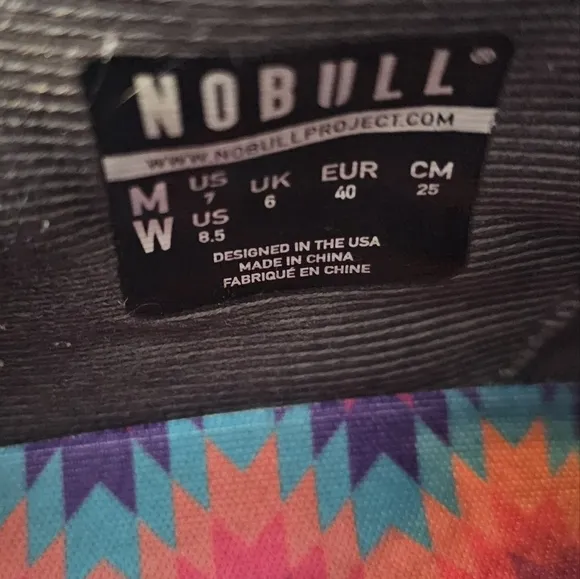 NOBULL®
WWW.NOBULLPROJECT.COM
M US 7 UK 6 EUR 40 CM 25
W US 8.5
DESIGNED IN THE USA
MADE IN CHINA
FABRIQUÉ EN CHINE